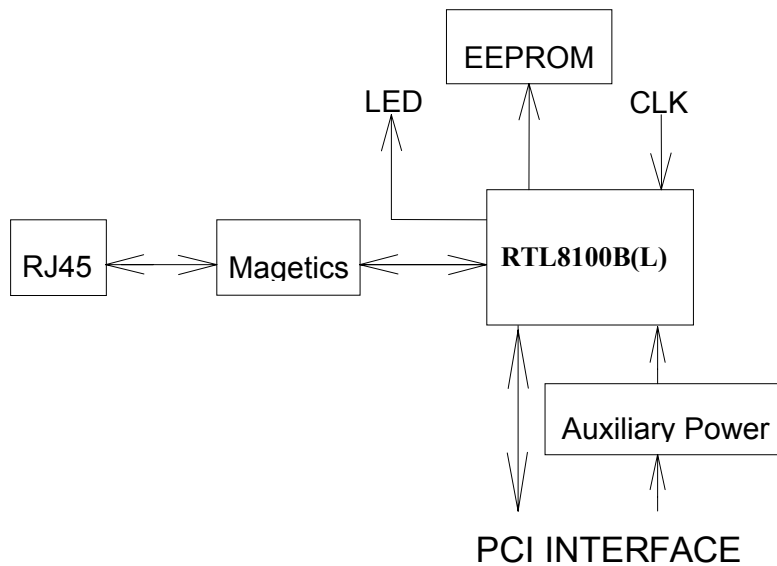 EEPROM
LED
CLK
RTL8100B(L)
RJ45
Magetics
Auxiliary Power
PCI INTERFACE